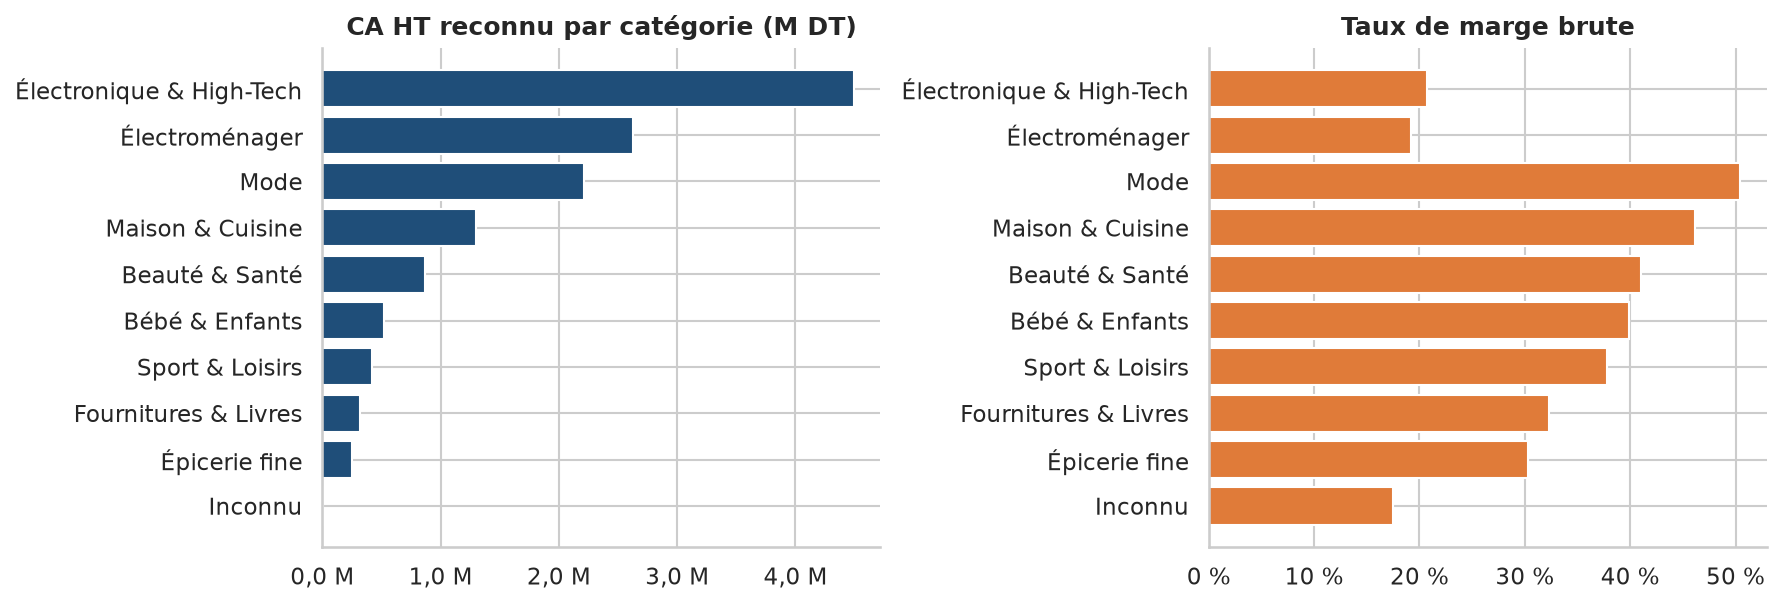 CA HT reconnu par catégorie (M DT)
Électronique & High-Tech
Électroménager
Mode
Maison & Cuisine
Beauté & Santé
Bébé & Enfants
Sport & Loisirs
Fournitures & Livres
Épicerie fine
Inconnu
0,0 M 1,0 M 2,0 M 3,0 M 4,0 M
Taux de marge brute
Électronique & High-Tech
Électroménager
Mode
Maison & Cuisine
Beauté & Santé
Bébé & Enfants
Sport & Loisirs
Fournitures & Livres
Épicerie fine
Inconnu
0 % 10 % 20 % 30 % 40 % 50 %